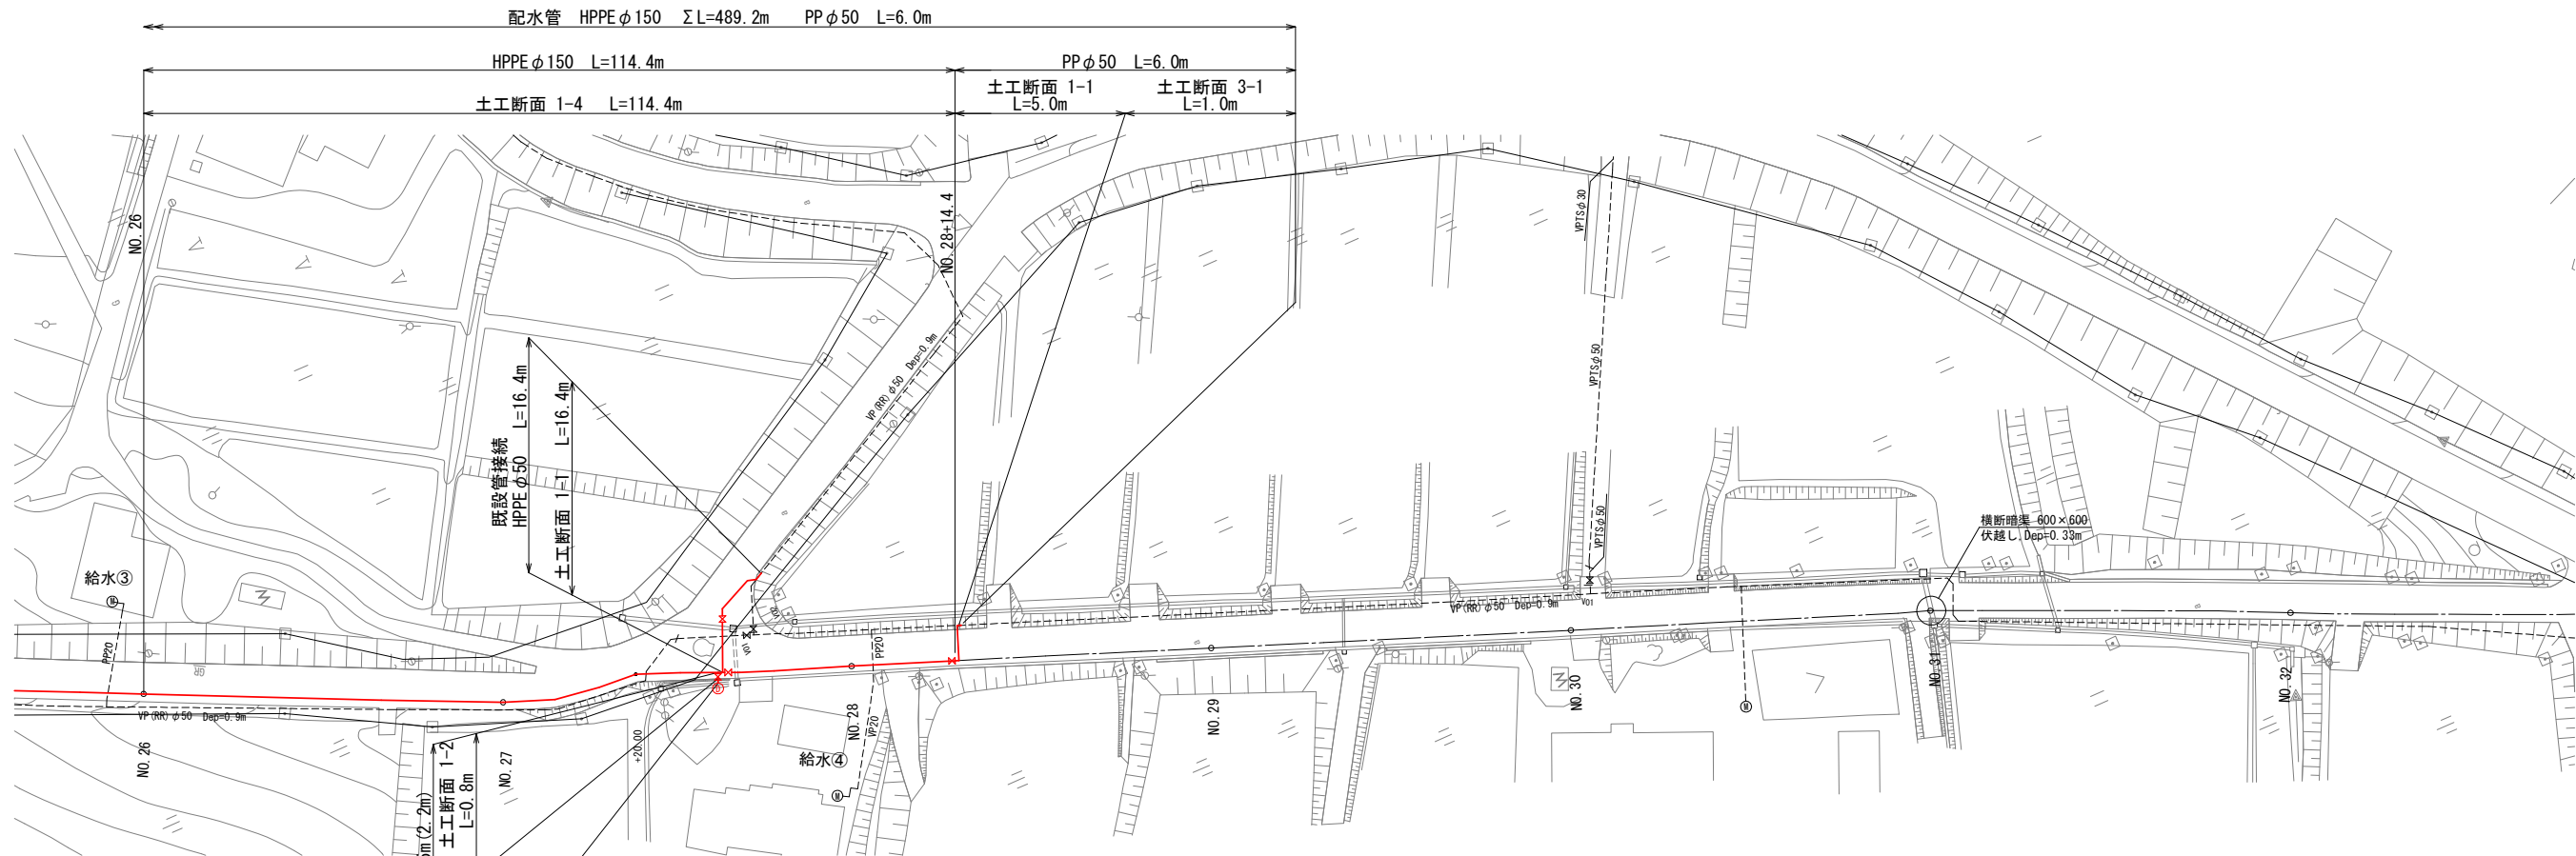 配水管 HPPEφ150 ΣL=489.2m PPφ50 L=6.0m
HPPEφ150 L=114.4m
PPφ50 L=6.0m
土工断面 1-4 L=114.4m
土工断面 1-1
L=5.0m
土工断面 3-1
L=1.0m
NO.26
NO.28+14.4
VPTSφ30
VPTSφ50
VPTSφ50
VP(RR)φ50 Dep=0.9m
既設管接続
HPPEφ50 L=16.4m
土工断面 1-1 L=16.4m
横断暗渠 600×600
伏越し Dep=0.33m
給水③
PP20
VP(RR)φ50 Dep=0.9m
VP(RR)φ50 Dep=0.9m
PP20
VP20
給水④
NO.26
NO.27
+20.00
NO.28
NO.29
NO.30
NO.31
NO.32
土工断面 1-2
L=0.8m
m(2.2m)